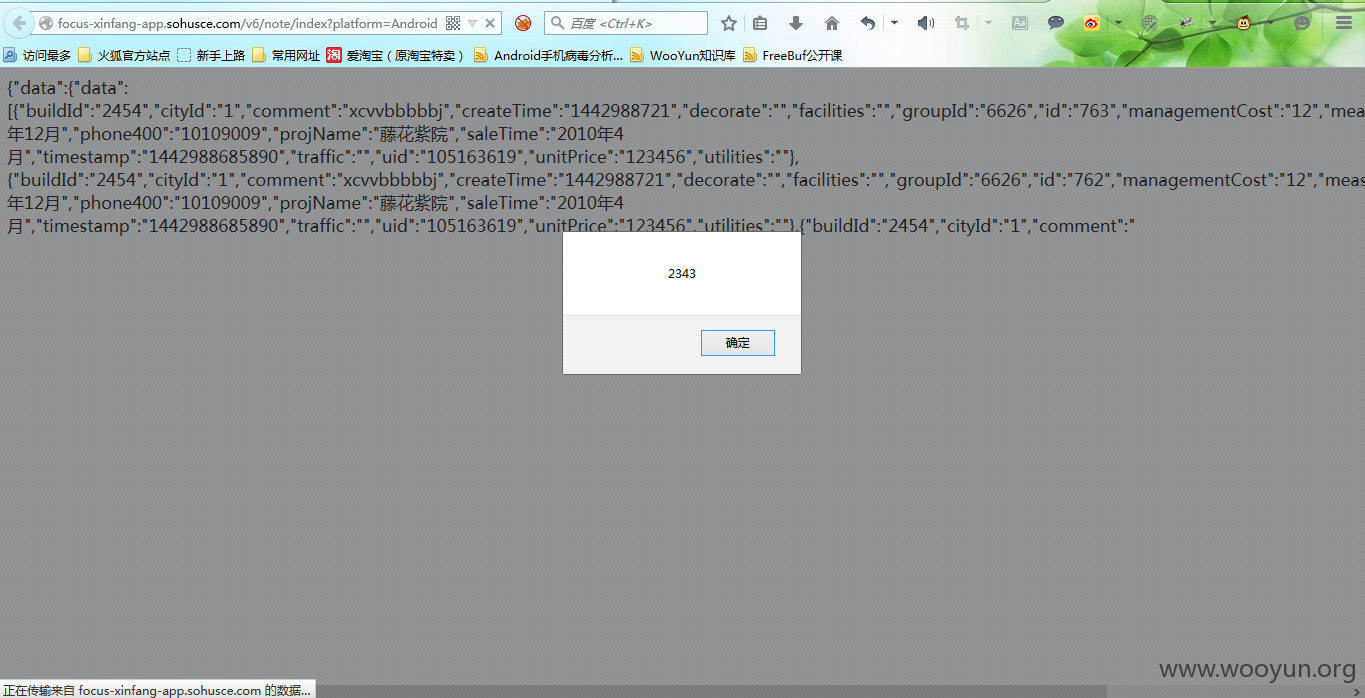 focus-xinfang-app.sohusce.com/v6/note/index?platform=Android
百度 <Ctrl+K>
访问最多 火狐官方站点 新手上路 常用网址 淘 爱淘宝（原淘宝特卖） Android手机病毒分析... WooYun知识库 FreeBuf公开课
{"data":{"data":
[{"buildId":"2454","cityId":"1","comment":"xcvvbbbbbj","createTime":"1442988721","decorate":"","facilities":"","groupId":"6626","id":"763","managementCost":"12","mea
年12月","phone400":"10109009","projName":"藤花紫院","saleTime":"2010年4
月","timestamp":"1442988685890","traffic":"","uid":"105163619","unitPrice":"123456","utilities":""},
{"buildId":"2454","cityId":"1","comment":"xcvvbbbbbj","createTime":"1442988721","decorate":"","facilities":"","groupId":"6626","id":"762","managementCost":"12","meas
年12月","phone400":"10109009","projName":"藤花紫院","saleTime":"2010年4
月","timestamp":"1442988685890","traffic":"","uid":"105163619","unitPrice":"123456","utilities":""},{"buildId":"2454","cityId":"1","comment":"
2343
确定
www.wooyun.org
正在传输来自 focus-xinfang-app.sohusce.com 的数据...